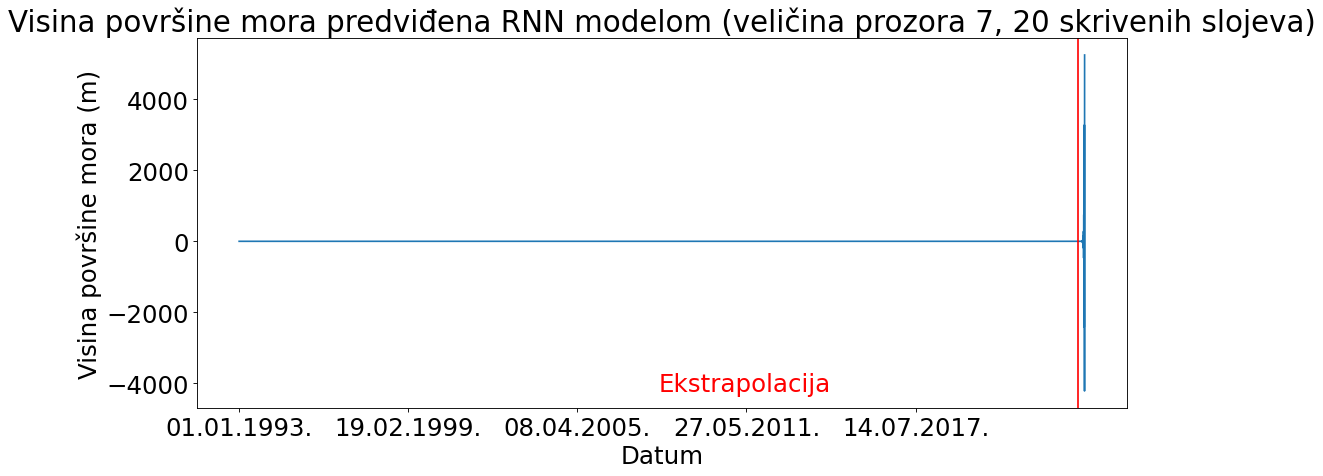 Visina površine mora predviđena RNN modelom (veličina prozora 7, 20 skrivenih slojeva)
Visina površine mora (m)
4000
2000
0
−2000
−4000
Ekstrapolacija
01.01.1993. 19.02.1999. 08.04.2005. 27.05.2011. 14.07.2017.
Datum